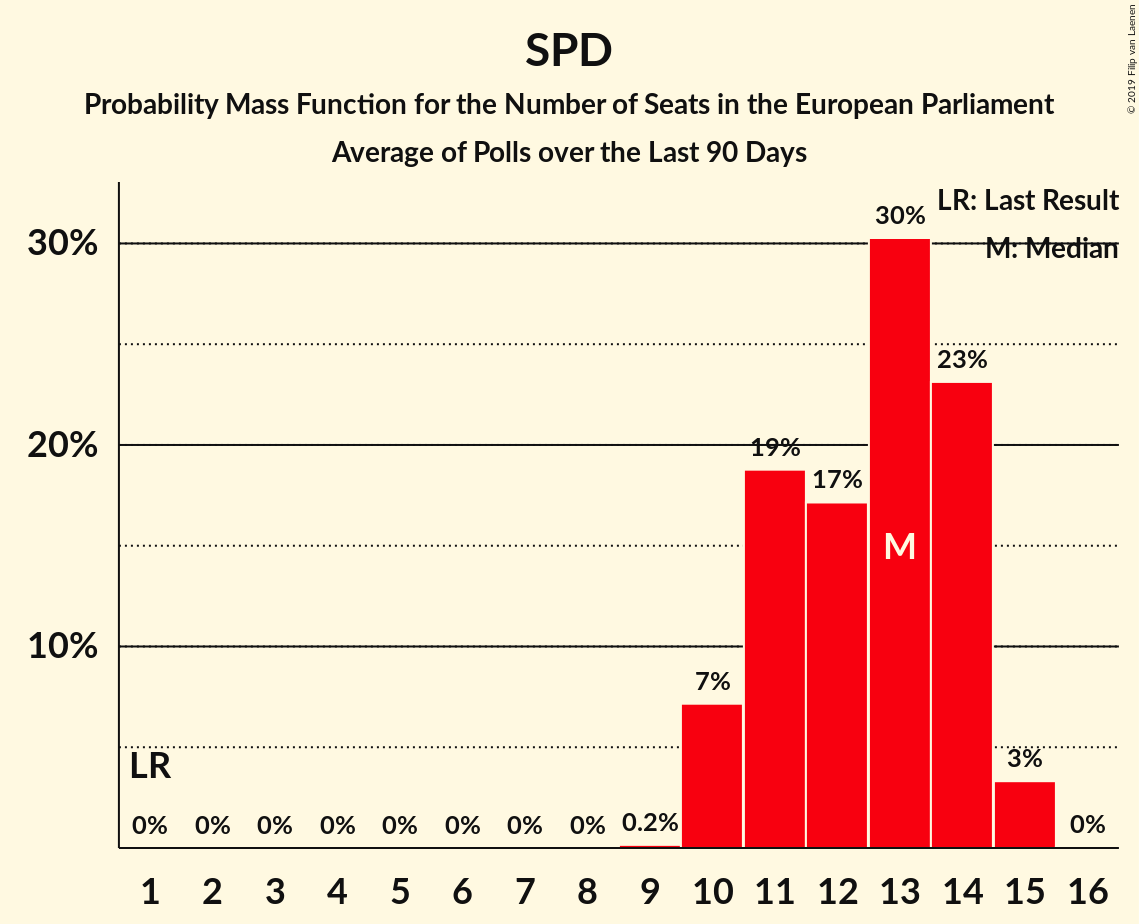 SPD
Probability Mass Function for the Number of Seats in the European Parliament
Average of Polls over the Last 90 Days
© 2019 Filip van Laenen
LR: Last Result
M: Median
30%
20%
10%
LR
0%
0%
0%
0%
0%
0%
0%
0%
0.2%
7%
19%
17%
30%
23%
3%
0%
M
1 2 3 4 5 6 7 8 9 10 11 12 13 14 15 16